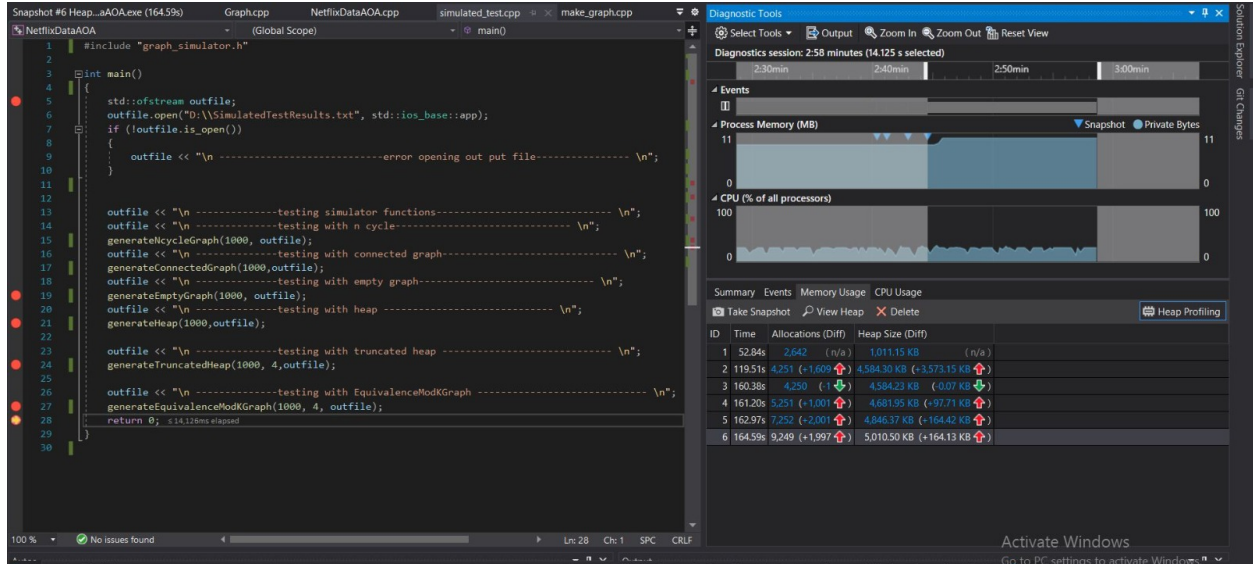 Snapshot #6 Heap...aAOA.exe (164.59s) Graph.cpp NetflixDataAOA.cpp simulated_test.cpp make_graph.cpp
NetflixDataAOA (Global Scope) main()
1 #include "graph_simulator.h"
2
3 int main()
4 {
5 std::ofstream outfile;
6 outfile.open("D:\\SimulatedTestResults.txt", std::ios_base::app);
7 if (!outfile.is_open())
8 {
9 outfile << "\n --------------------------------error opening out put file---------------- \n";
10 }
11
12
13 outfile << "\n --------------testing simulator functions------------------------------ \n";
14 outfile << "\n --------------testing with n cycle------------------------------ \n";
15 generateNcycleGraph(1000, outfile);
16 outfile << "\n --------------testing with connected graph------------------------------ \n";
17 generateConnectedGraph(1000,outfile);
18 outfile << "\n --------------testing with empty graph------------------------------ \n";
19 generateEmptyGraph(1000, outfile);
20 outfile << "\n --------------testing with heap ------------------------------ \n";
21 generateHeap(1000,outfile);
22
23 outfile << "\n --------------testing with truncated heap ------------------------------ \n";
24 generateTruncatedHeap(1000, 4,outfile);
25
26 outfile << "\n --------------testing with EquivalenceModKGraph ------------------------------ \n";
27 generateEquivalenceModKGraph(1000, 4, outfile);
28 return 0; ≤14,126ms elapsed
29 }
30
100 % No issues found Ln: 28 Ch: 1 SPC CRLF
Diagnostic Tools
Select Tools Output Zoom In Zoom Out Reset View
Diagnostics session: 2:58 minutes (14.125 s selected)
2:30min 2:40min 2:50min 3:00min
Events
Process Memory (MB) Snapshot Private Bytes
11 11
0 0
CPU (% of all processors)
100 100
0 0
Summary Events Memory Usage CPU Usage
Take Snapshot View Heap Delete Heap Profiling
ID Time Allocations (Diff) Heap Size (Diff)
1 52.84s 2,642 (n/a) 1,011.15 KB (n/a)
2 119.51s 4,251 (+1,609) 4,584.30 KB (+3,573.15 KB)
3 160.38s 4,250 (-1) 4,584.23 KB (-0.07 KB)
4 161.20s 5,251 (+1,001) 4,681.95 KB (+97.71 KB)
5 162.97s 7,252 (+2,001) 4,846.37 KB (+164.42 KB)
6 164.59s 9,249 (+1,997) 5,010.50 KB (+164.13 KB)
Activate Windows
Go to PC settings to activate Windows.
Solution Explorer
Git Changes